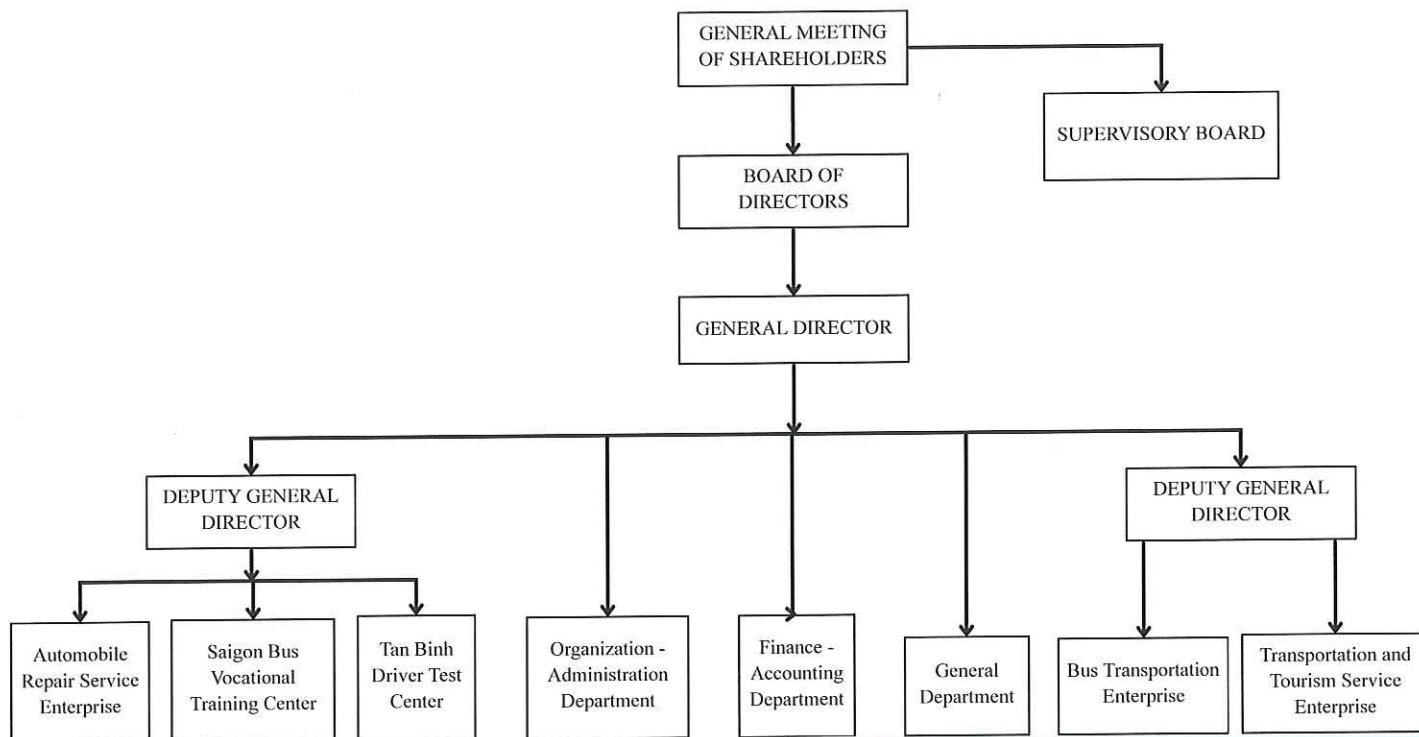 GENERAL MEETING
OF SHAREHOLDERS
SUPERVISORY BOARD
BOARD OF
DIRECTORS
GENERAL DIRECTOR
DEPUTY GENERAL
DIRECTOR
DEPUTY GENERAL
DIRECTOR
Automobile
Repair Service
Enterprise
Saigon Bus
Vocational
Training Center
Tan Binh
Driver Test
Center
Organization -
Administration
Department
Finance -
Accounting
Department
General
Department
Bus Transportation
Enterprise
Transportation and
Tourism Service
Enterprise